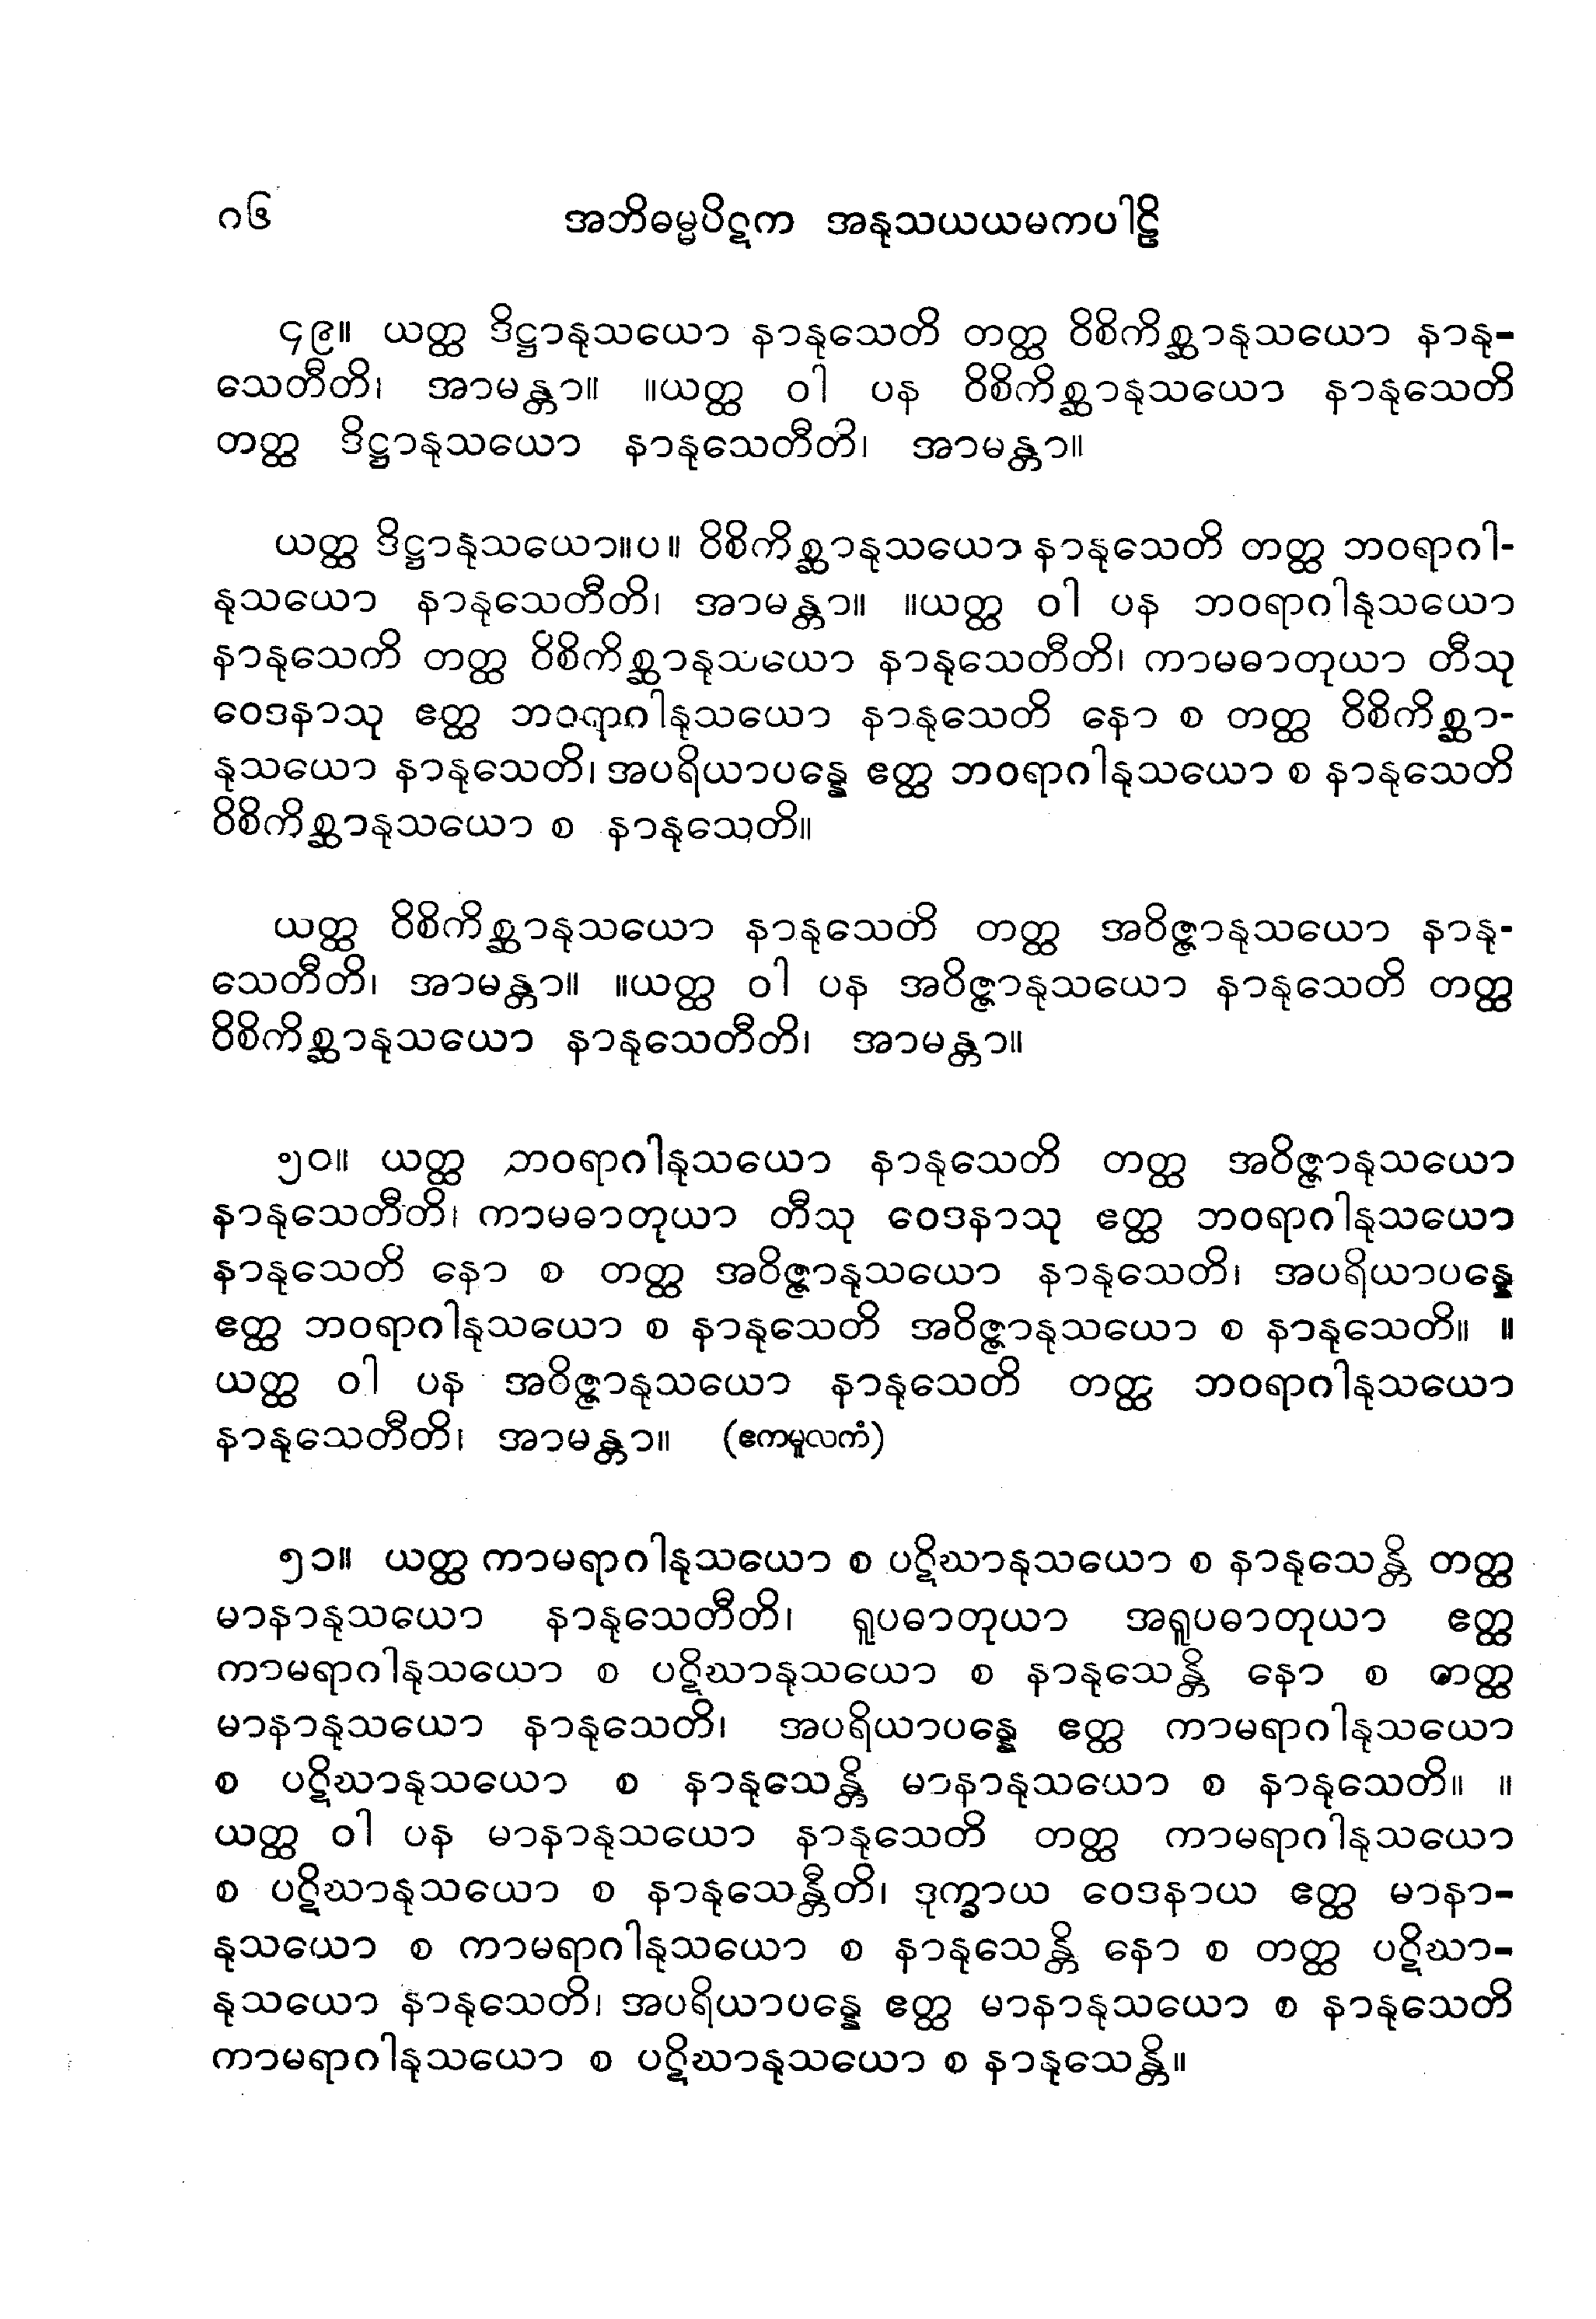 ၈၆ အဘိဓမ္မပိဋက အနုသယယမကပါဠိ
၄၉။ ယတ္ထ ဒိဋ္ဌာနုသယော နာနုသေတိ တတ္ထ ဝိစိကိစ္ဆာနုသယော နာနု-
သေတီတိ၊ အာမန္တာ။ ။ယတ္ထ ဝါ ပန ဝိစိကိစ္ဆာနုသယော နာနုသေတိ
တတ္ထ ဒိဋ္ဌာနုသယော နာနုသေတီတိ၊ အာမန္တာ။
ယတ္ထ ဒိဋ္ဌာနုသယော။ပ။ ဝိစိကိစ္ဆာနုသယော နာနုသေတိ တတ္ထ ဘဝရာဂါ-
နုသယော နာနုသေတီတိ၊ အာမန္တာ။ ။ယတ္ထ ဝါ ပန ဘဝရာဂါနုသယော
နာနုသေတိ တတ္ထ ဝိစိကိစ္ဆာနုသယော နာနုသေတီတိ၊ ကာမဓာတုယာ တီသု
ဝေဒနာသု ဧတ္ထ ဘဝရာဂါနုသယော နာနုသေတိ နော စ တတ္ထ ဝိစိကိစ္ဆာ-
နုသယော နာနုသေတိ၊ အပရိယာပန္နေ ဧတ္ထ ဘဝရာဂါနုသယော စ နာနုသေတိ
ဝိစိကိစ္ဆာနုသယော စ နာနုသေတိ။
ယတ္ထ ဝိစိကိစ္ဆာနုသယော နာနုသေတိ တတ္ထ အဝိဇ္ဇာနုသယော နာနု-
သေတီတိ၊ အာမန္တာ။ ။ယတ္ထ ဝါ ပန အဝိဇ္ဇာနုသယော နာနုသေတိ တတ္ထ
ဝိစိကိစ္ဆာနုသယော နာနုသေတီတိ၊ အာမန္တာ။
၅၀။ ယတ္ထ ဘဝရာဂါနုသယော နာနုသေတိ တတ္ထ အဝိဇ္ဇာနုသယော
နာနုသေတီတိ၊ ကာမဓာတုယာ တီသု ဝေဒနာသု ဧတ္ထ ဘဝရာဂါနုသယော
နာနုသေတိ နော စ တတ္ထ အဝိဇ္ဇာနုသယော နာနုသေတိ၊ အပရိယာပန္နေ
ဧတ္ထ ဘဝရာဂါနုသယော စ နာနုသေတိ အဝိဇ္ဇာနုသယော စ နာနုသေတိ။ ။
ယတ္ထ ဝါ ပန အဝိဇ္ဇာနုသယော နာနုသေတိ တတ္ထ ဘဝရာဂါနုသယော
နာနုသေတီတိ၊ အာမန္တာ။ (ဧကမူလကံ)
၅၁။ ယတ္ထ ကာမရာဂါနုသယော စ ပဋိဃာနုသယော စ နာနုသေန္တိ တတ္ထ
မာနာနုသယော နာနုသေတီတိ၊ ရူပဓာတုယာ အရူပဓာတုယာ ဧတ္ထ
ကာမရာဂါနုသယော စ ပဋိဃာနုသယော စ နာနုသေန္တိ နော စ တတ္ထ
မာနာနုသယော နာနုသေတိ၊ အပရိယာပန္နေ ဧတ္ထ ကာမရာဂါနုသယော
စ ပဋိဃာနုသယော စ နာနုသေန္တိ မာနာနုသယော စ နာနုသေတိ။ ။
ယတ္ထ ဝါ ပန မာနာနုသယော နာနုသေတိ တတ္ထ ကာမရာဂါနုသယော
စ ပဋိဃာနုသယော စ နာနုသေန္တီတိ၊ ဒုက္ခာယ ဝေဒနာယ ဧတ္ထ မာနာ-
နုသယော စ ကာမရာဂါနုသယော စ နာနုသေန္တိ နော စ တတ္ထ ပဋိဃာ-
နုသယော နာနုသေတိ၊ အပရိယာပန္နေ ဧတ္ထ မာနာနုသယော စ နာနုသေတိ
ကာမရာဂါနုသယော စ ပဋိဃာနုသယော စ နာနုသေန္တိ။